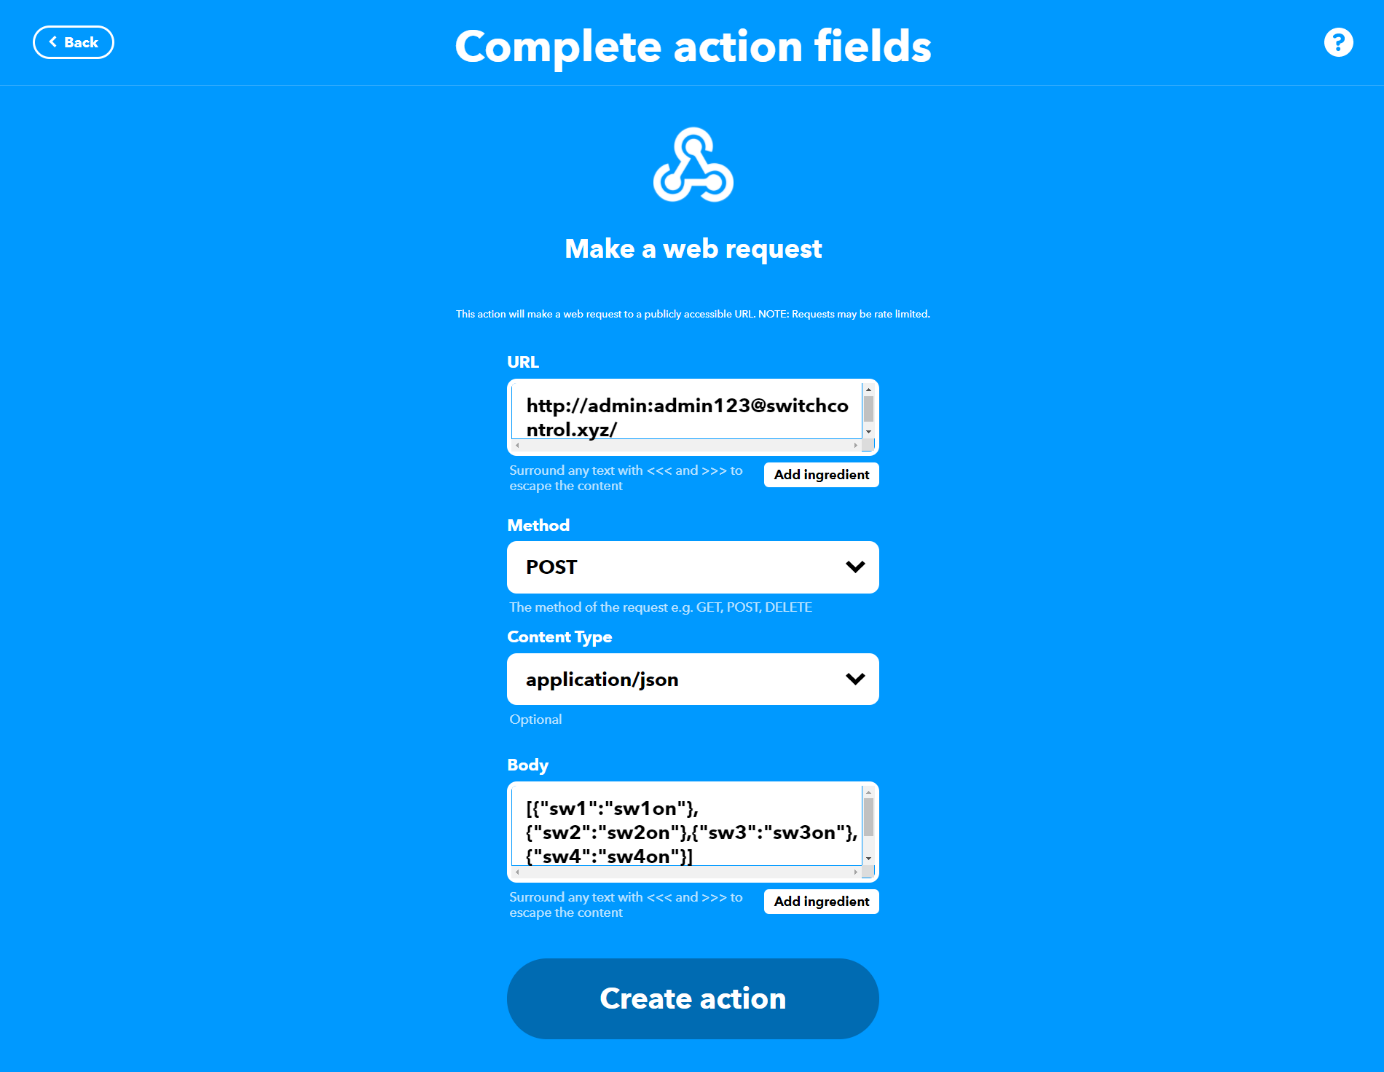 Back
Complete action fields
?
Make a web request
This action will make a web request to a publicly accessible URL. NOTE: Requests may be rate limited.
URL
http://admin:admin123@switchco
ntrol.xyz/
Surround any text with <<< and >>> to
escape the content
Add ingredient
Method
POST
The method of the request e.g. GET, POST, DELETE
Content Type
application/json
Optional
Body
[{"sw1":"sw1on"},
{"sw2":"sw2on"},{"sw3":"sw3on"},
{"sw4":"sw4on"}]
Surround any text with <<< and >>> to
escape the content
Add ingredient
Create action